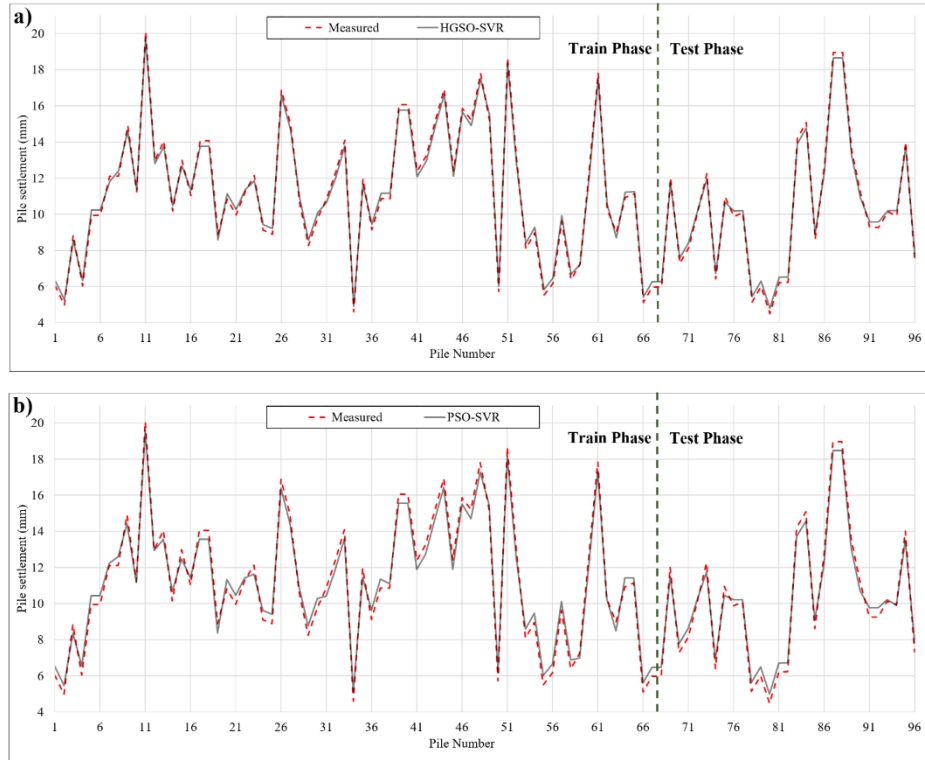 a)
Measured HGSO-SVR
Train Phase Test Phase
Pile settlement (mm)
20
18
16
14
12
10
8
6
4
1 6 11 16 21 26 31 36 41 46 51 56 61 66 71 76 81 86 91 96
Pile Number
b)
Measured PSO-SVR
Train Phase Test Phase
Pile settlement (mm)
20
18
16
14
12
10
8
6
4
1 6 11 16 21 26 31 36 41 46 51 56 61 66 71 76 81 86 91 96
Pile Number